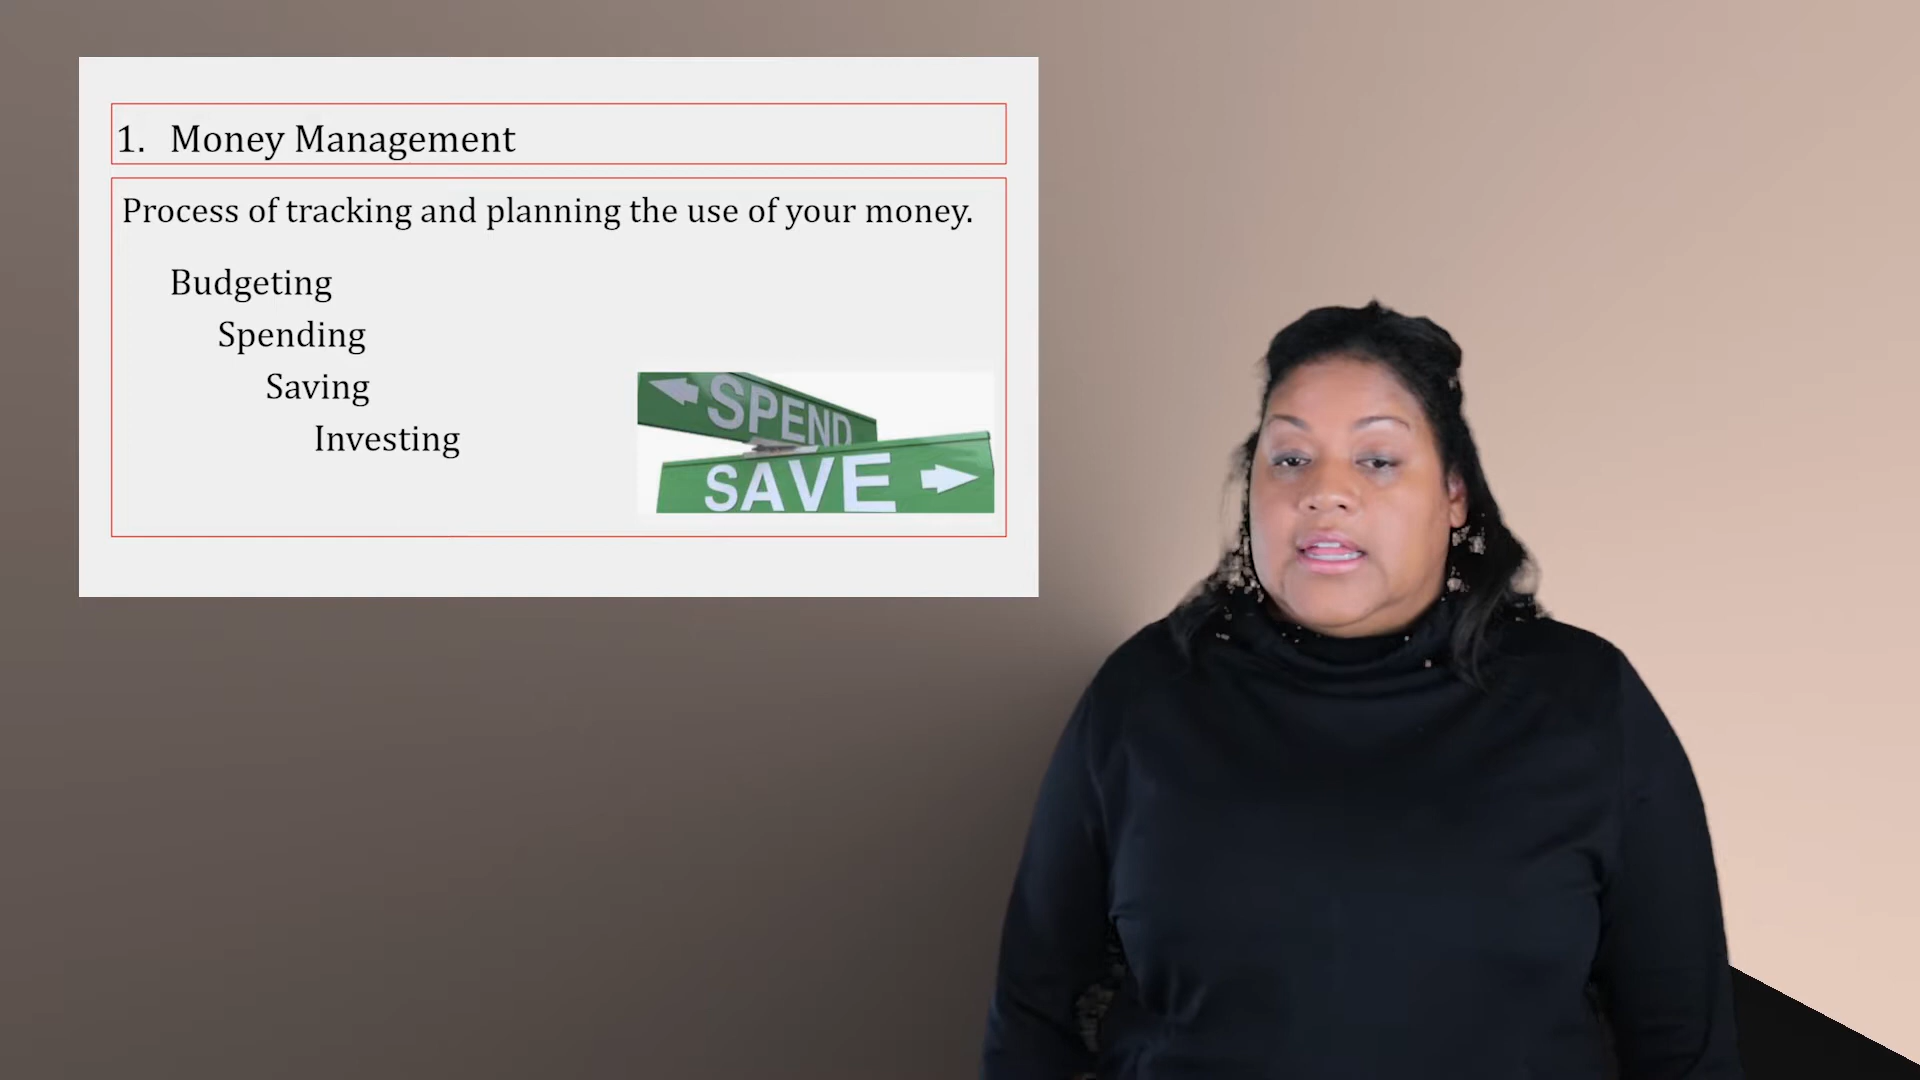 1. Money Management
Process of tracking and planning the use of your money.
Budgeting
Spending
Saving
Investing
SPEND
SAVE